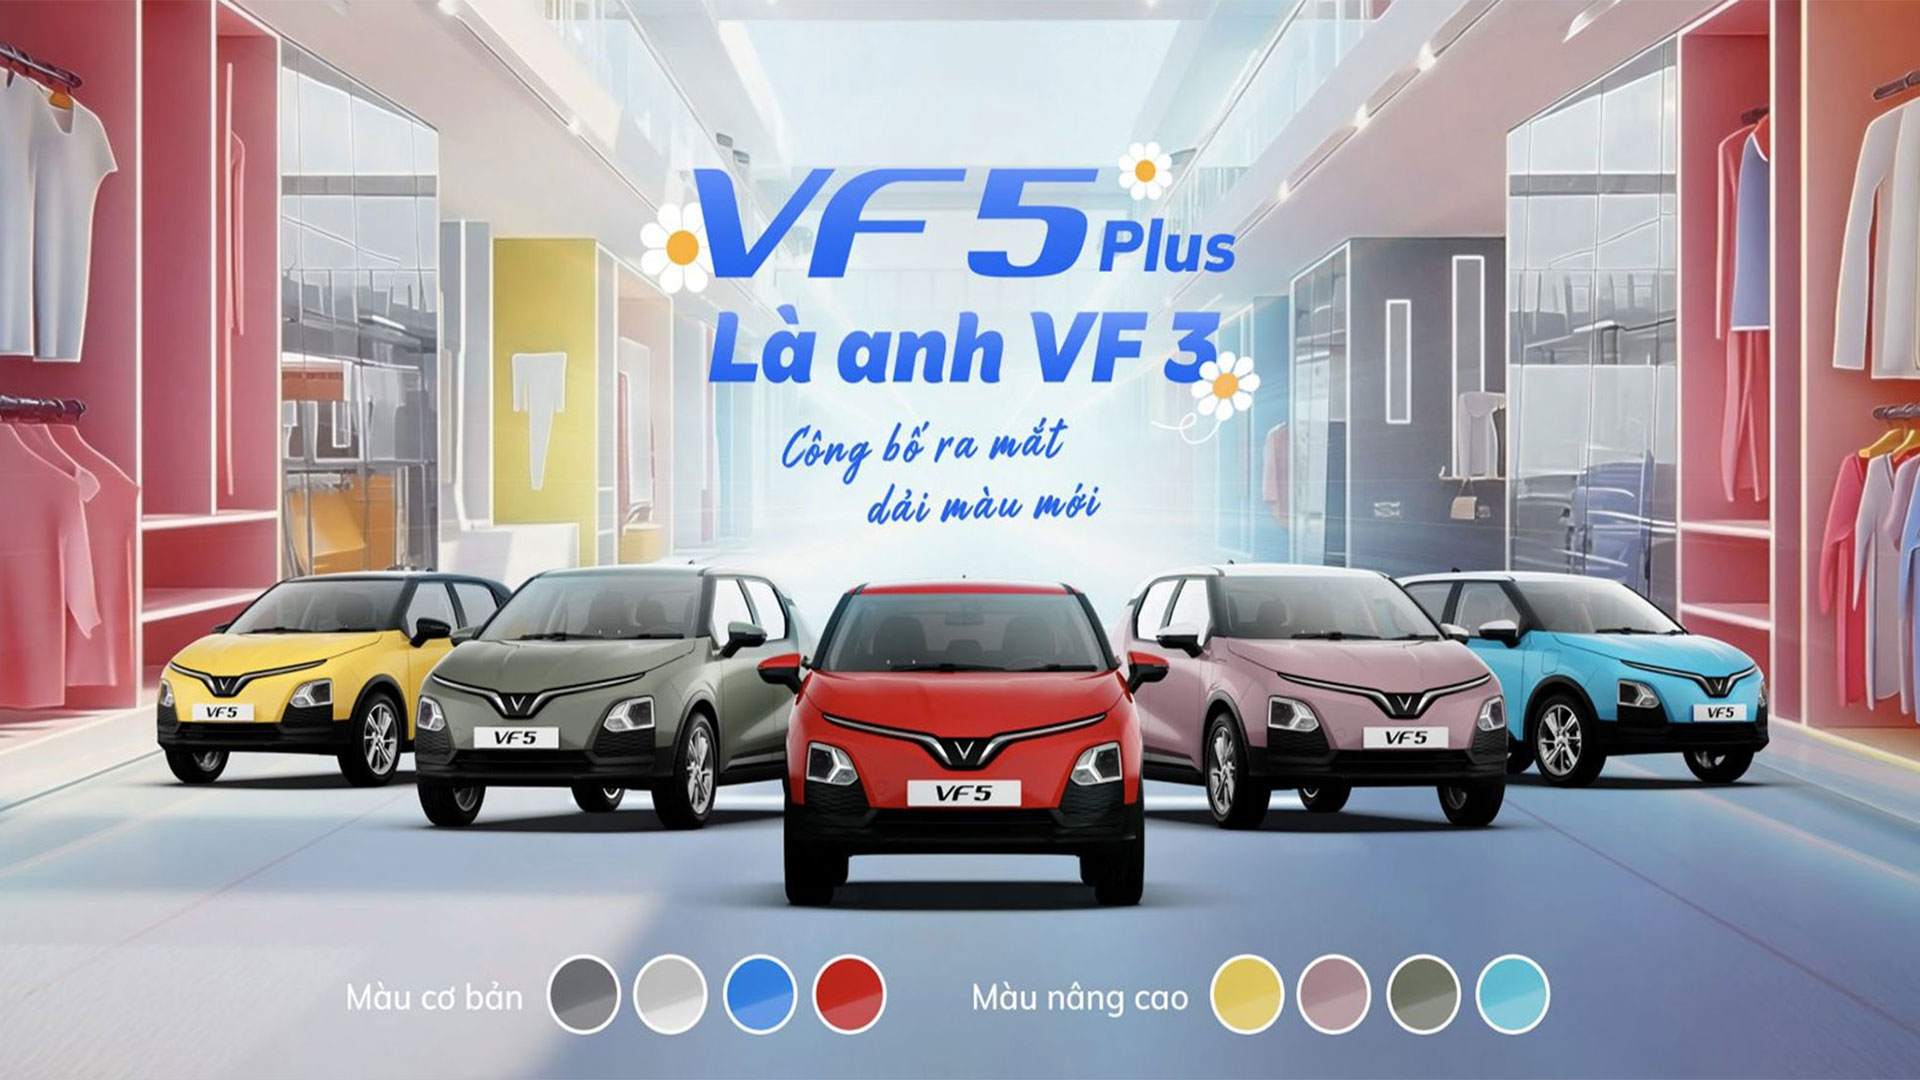 VF 5 Plus
Là anh VF 3
Công bố ra mắt
dải màu mới
VF5
VF5
VF5
VF5
VF5
Màu cơ bản
Màu nâng cao